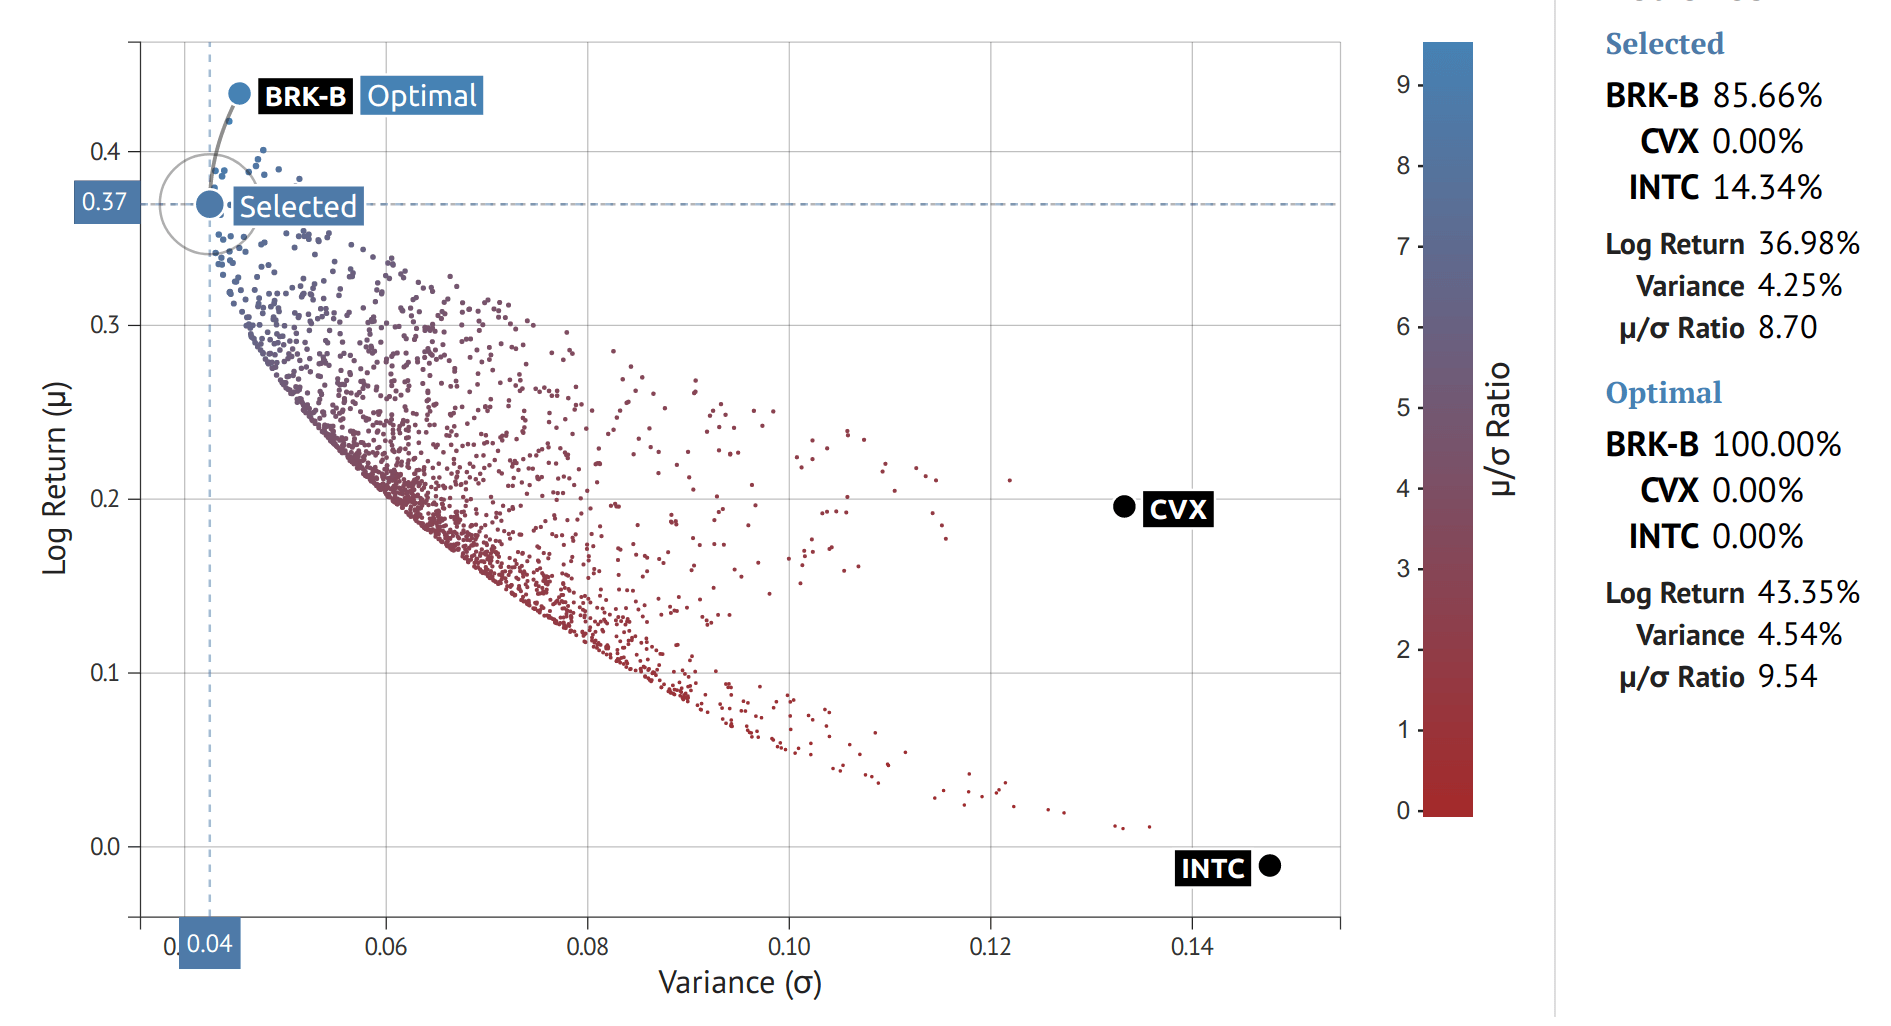 BRK-B Optimal
0.4
0.37
Selected
0.3
0.2
CVX
0.1
0.0
INTC
Log Return (μ)
0.04
0.06
0.08
0.10
0.12
0.14
Variance (σ)
9
8
7
6
5
4
3
2
1
0
μ/σ Ratio
Selected
BRK-B 85.66%
CVX 0.00%
INTC 14.34%
Log Return 36.98%
Variance 4.25%
μ/σ Ratio 8.70
Optimal
BRK-B 100.00%
CVX 0.00%
INTC 0.00%
Log Return 43.35%
Variance 4.54%
μ/σ Ratio 9.54